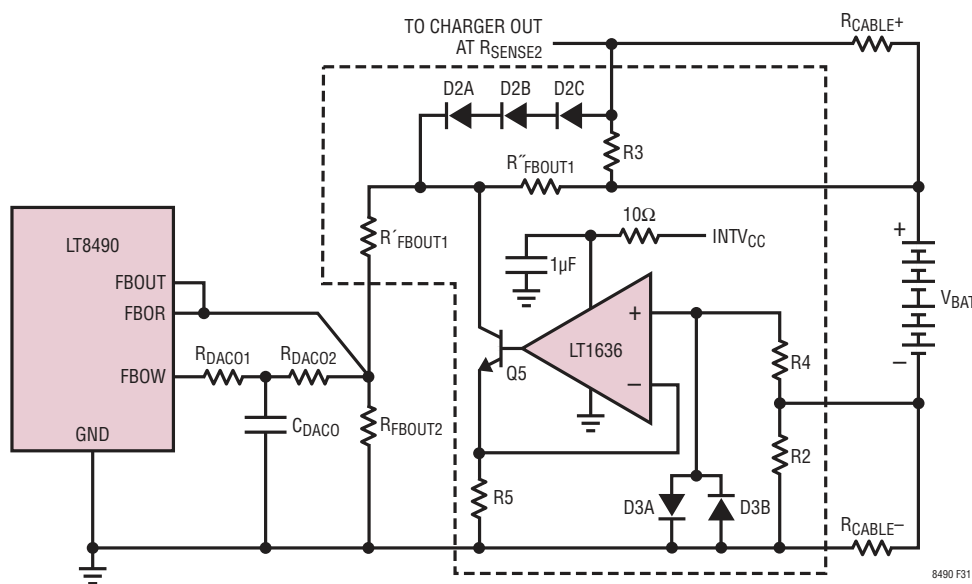 TO CHARGER OUT
AT RSENSE2
RCABLE+
D2A
D2B
D2C
R3
R″FBOUT1
R′FBOUT1
10Ω
INTVCC
1µF
LT8490
FBOUT
FBOR
FBOW
GND
RDACO1
RDACO2
CDACO
RFBOUT2
+
LT1636
–
Q5
R4
R2
R5
D3A
D3B
+
VBAT
–
RCABLE–
8490 F31